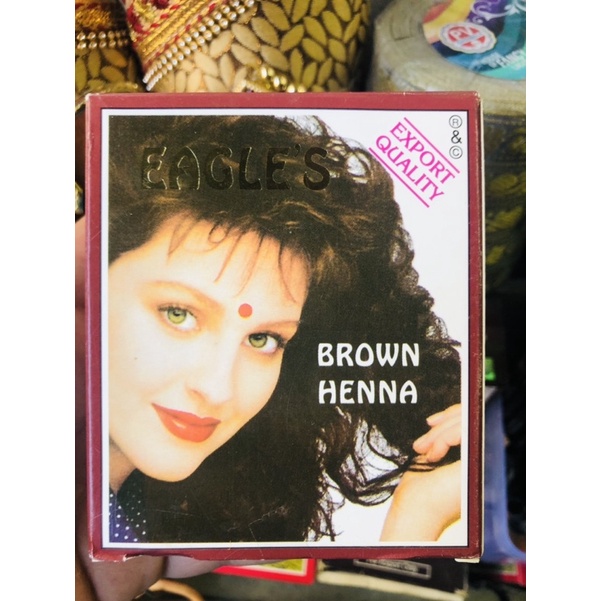 EAGLE'S
EXPORT
QUALITY
® & ©
BROWN
HENNA